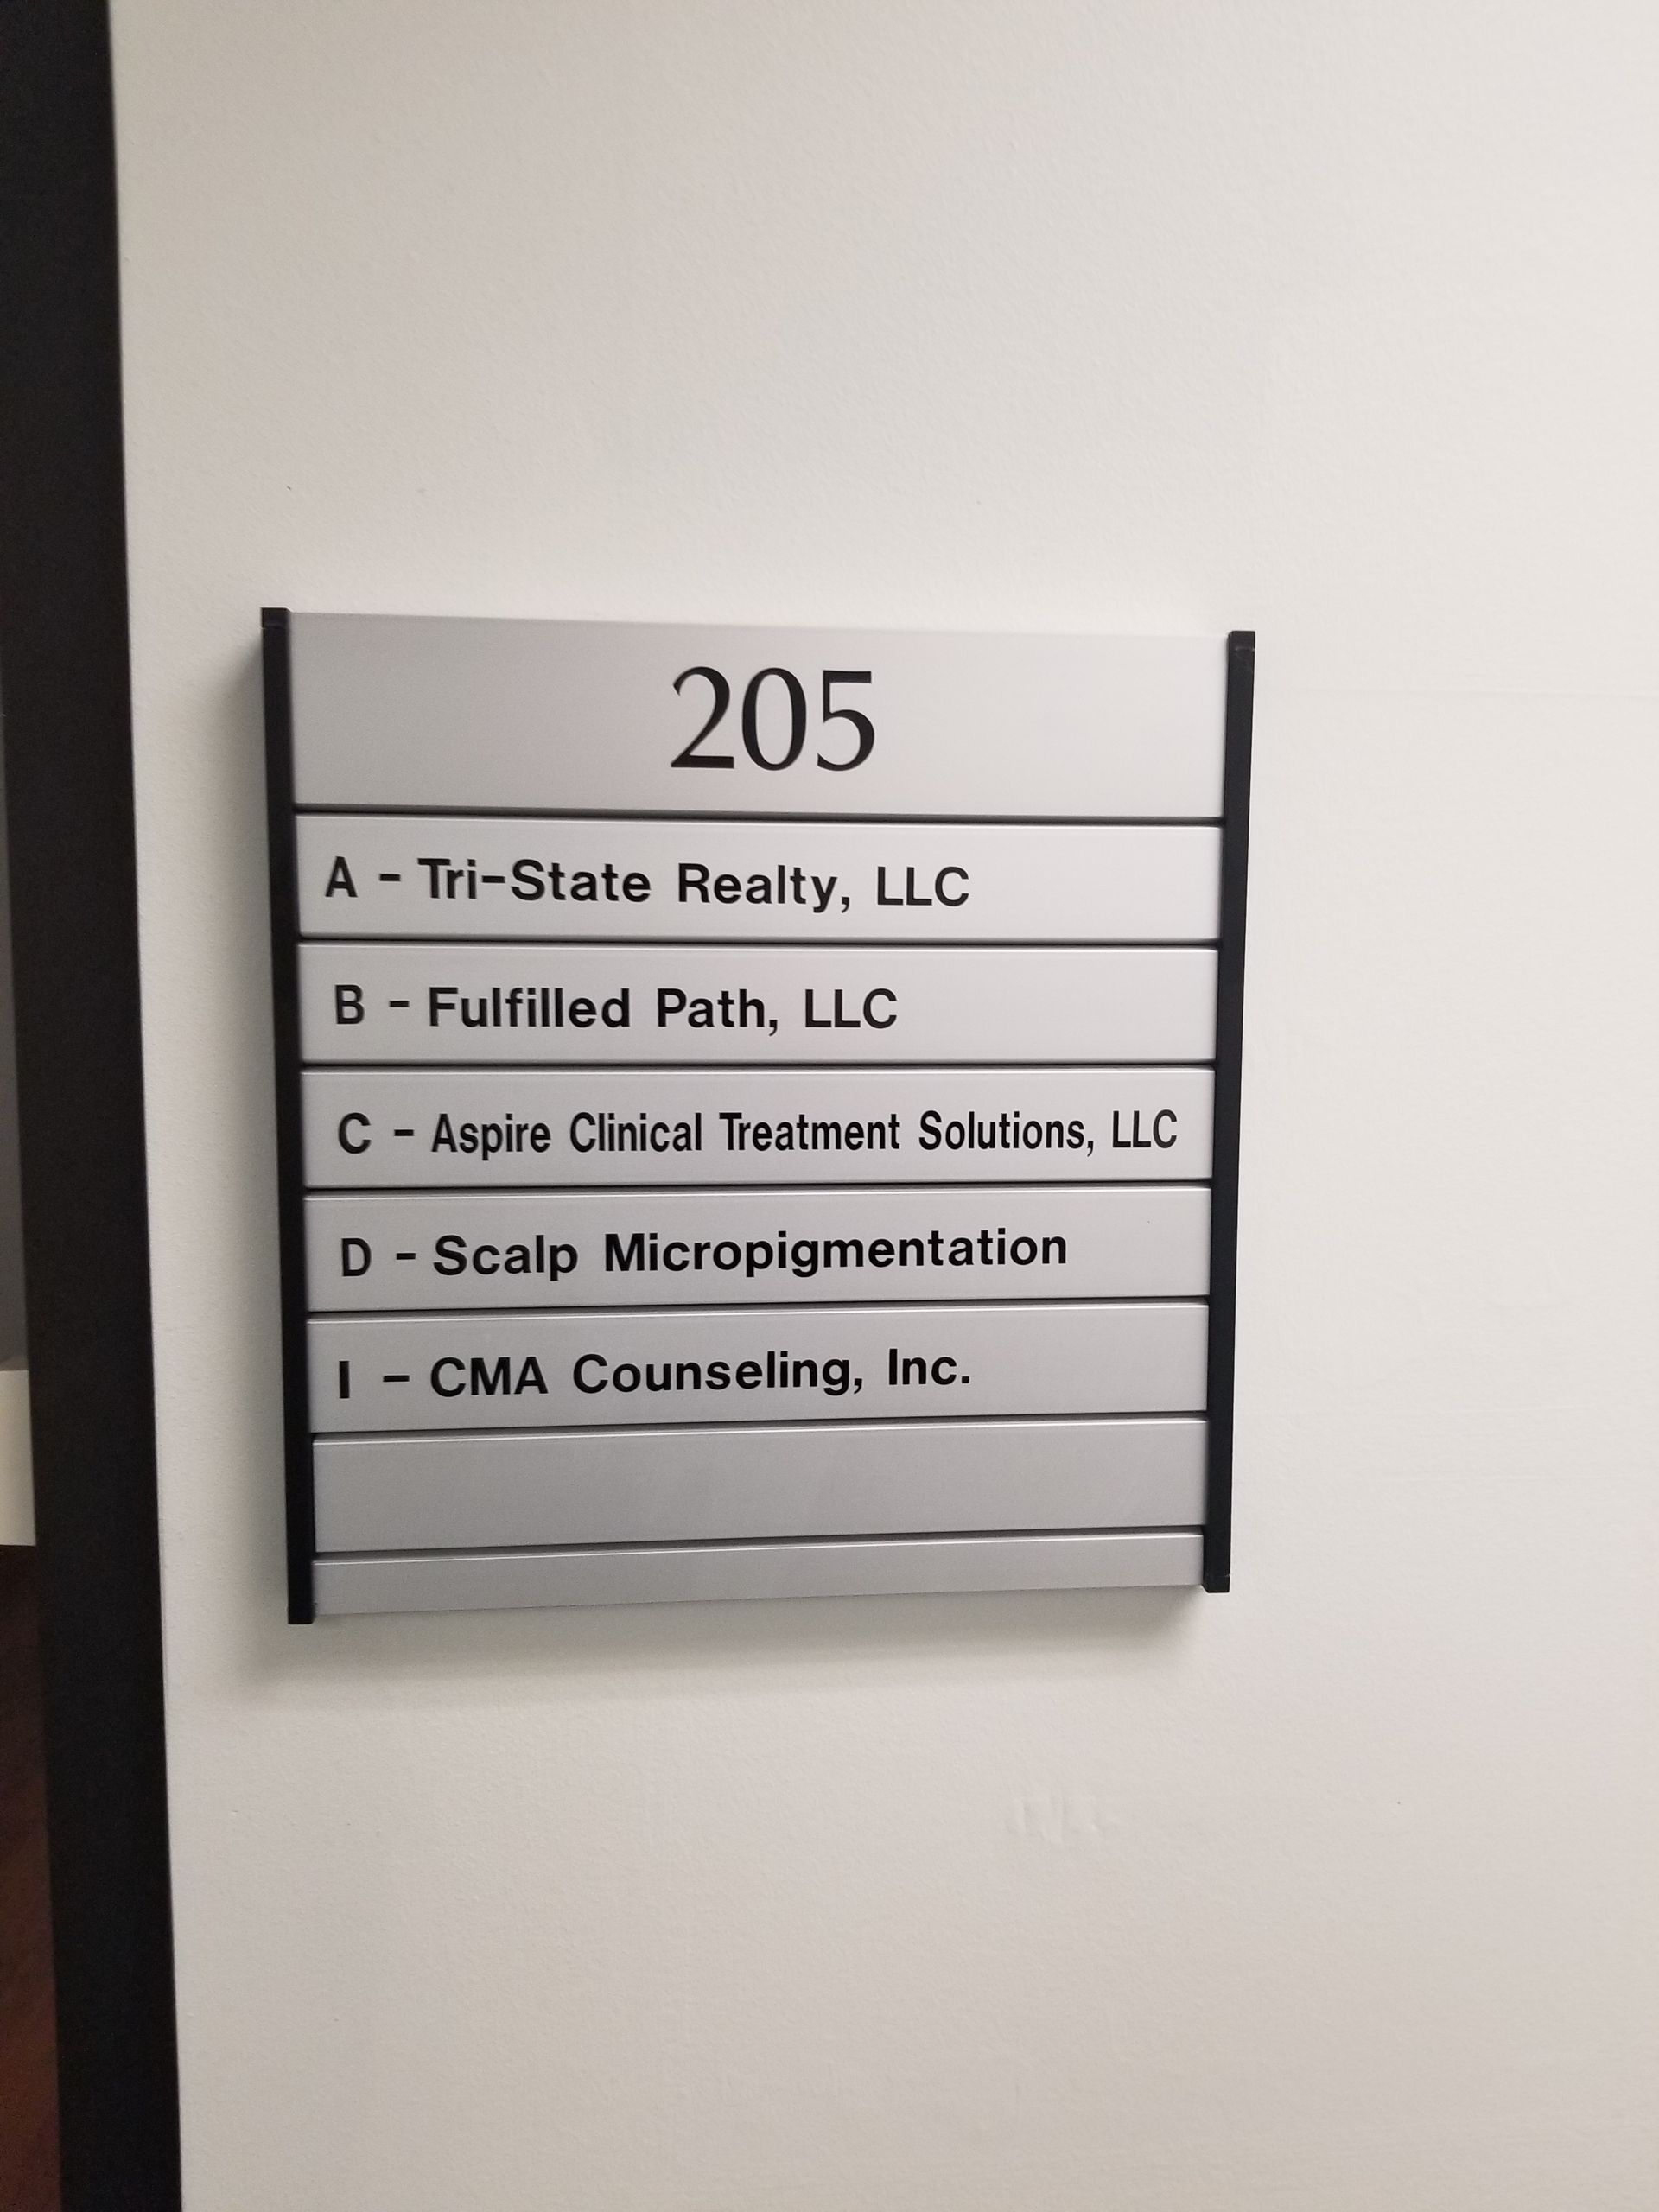 205
A - Tri-State Realty, LLC
B - Fulfilled Path, LLC
C - Aspire Clinical Treatment Solutions, LLC
D - Scalp Micropigmentation
I - CMA Counseling, Inc.